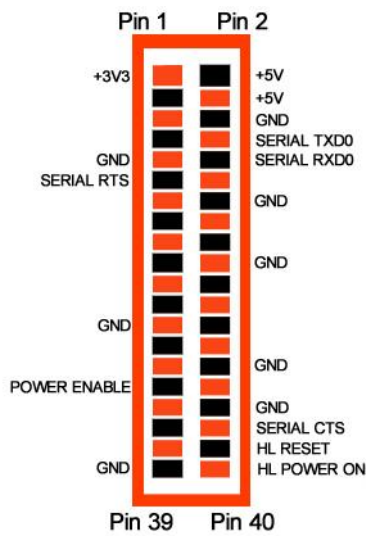 Pin 1 Pin 2
+3V3 +5V
+5V
GND
SERIAL TXD0
GND SERIAL RXD0
SERIAL RTS
GND
GND
GND
GND
POWER ENABLE
GND
SERIAL CTS
HL RESET
GND HL POWER ON
Pin 39 Pin 40